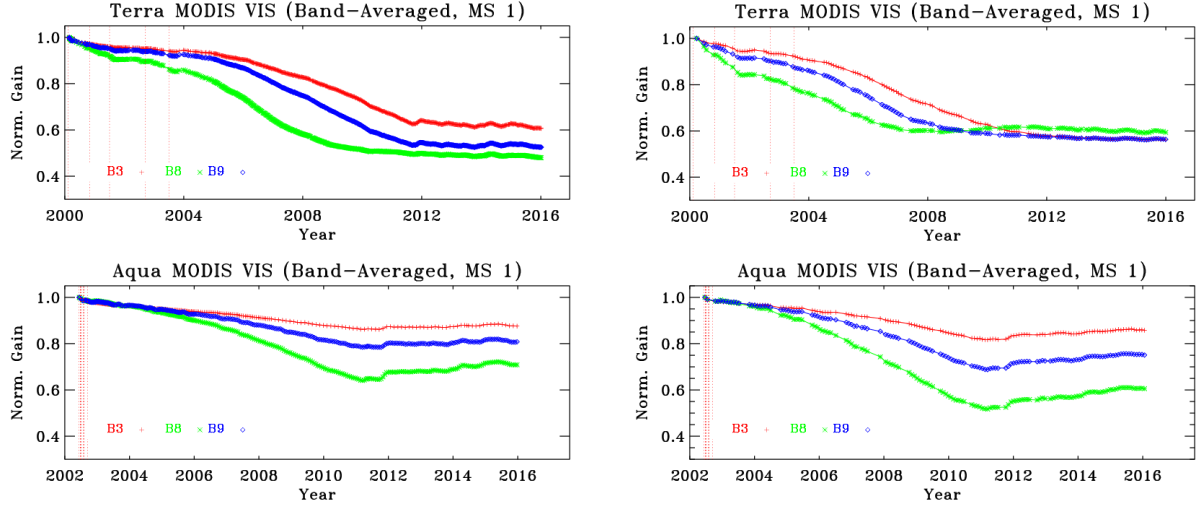 Terra MODIS VIS (Band-Averaged, MS 1)
Norm. Gain
1.0
0.8
0.6
0.4
B3 B8 B9
2000 2004 2008 2012 2016
Year
Terra MODIS VIS (Band-Averaged, MS 1)
Norm. Gain
1.0
0.8
0.6
0.4
B3 B8 B9
2000 2004 2008 2012 2016
Year
Aqua MODIS VIS (Band-Averaged, MS 1)
Norm. Gain
1.0
0.8
0.6
0.4
B3 B8 B9
2002 2004 2006 2008 2010 2012 2014 2016
Year
Aqua MODIS VIS (Band-Averaged, MS 1)
Norm. Gain
1.0
0.8
0.6
0.4
B3 B8 B9
2002 2004 2006 2008 2010 2012 2014 2016
Year